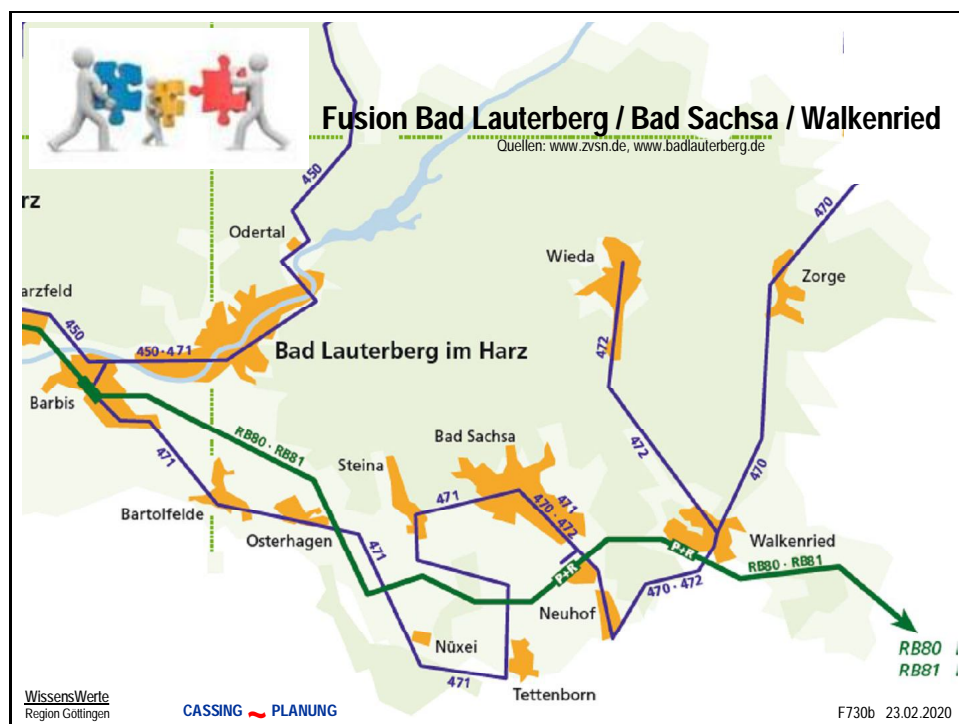 Fusion Bad Lauterberg / Bad Sachsa / Walkenried
Quellen: www.zvsn.de, www.badlauterberg.de
450
470
rz
Odertal
Wieda
Zorge
arzfeld
450
450·471
Bad Lauterberg im Harz
472
Barbis
RB80 · RB81
Bad Sachsa
472
470
471
Steina
471
471
470·472
Bartolfelde
Osterhagen
471
P+R
P+R
Walkenried
RB80 · RB81
470·472
Neuhof
Nüxei
471
Tettenborn
RB80
RB81
WissensWerte
Region Göttingen
CASSING ~ PLANUNG
F730b 23.02.2020